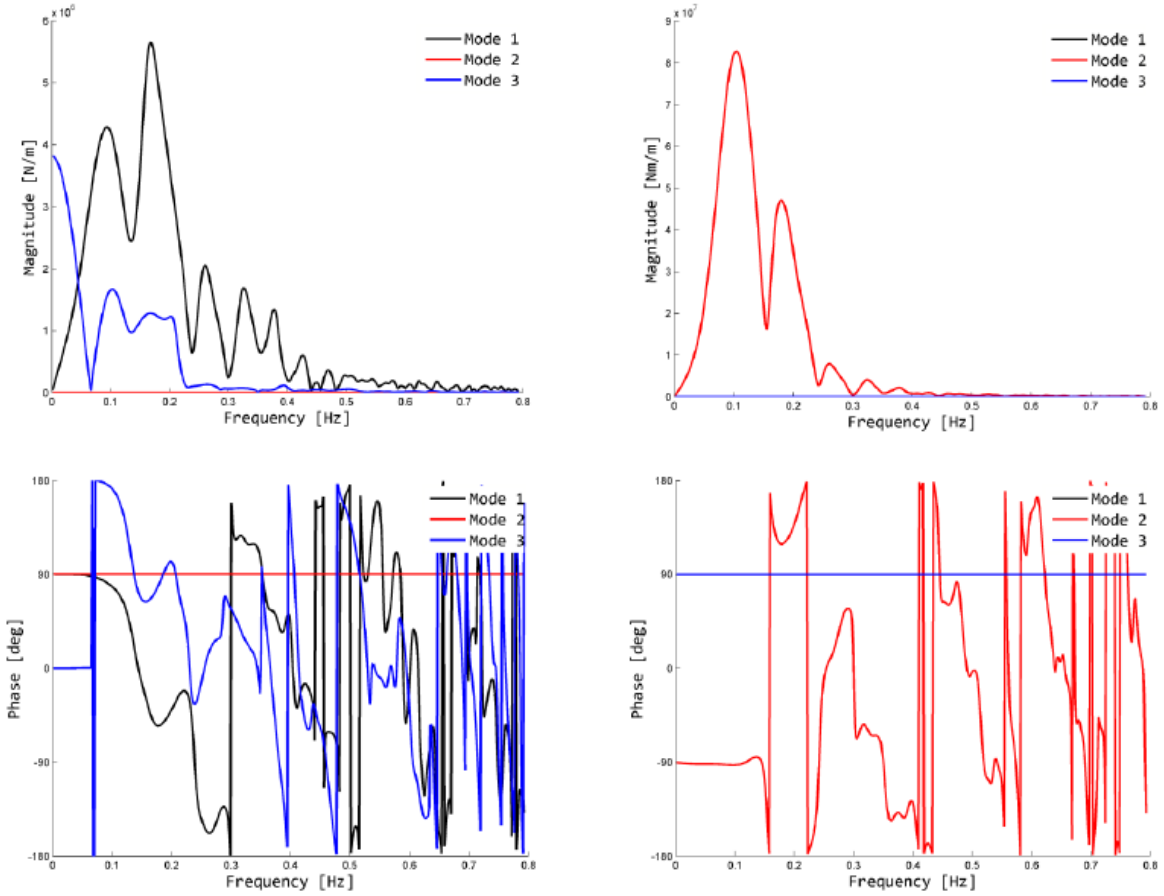 x 10⁶
6
5
4
3
2
1
0
Magnitude [N/m]
0
0.1
0.2
0.3
0.4
0.5
0.6
0.7
0.8
Frequency [Hz]
Mode 1
Mode 2
Mode 3
x 10⁷
9
8
7
6
5
4
3
2
1
0
Magnitude [Nm/m]
0
0.1
0.2
0.3
0.4
0.5
0.6
0.7
0.8
Frequency [Hz]
Mode 1
Mode 2
Mode 3
180
90
0
-90
-180
Phase [deg]
0
0.1
0.2
0.3
0.4
0.5
0.6
0.7
0.8
Frequency [Hz]
Mode 1
Mode 2
Mode 3
180
90
0
-90
-180
Phase [deg]
0
0.1
0.2
0.3
0.4
0.5
0.6
0.7
0.8
Frequency [Hz]
Mode 1
Mode 2
Mode 3